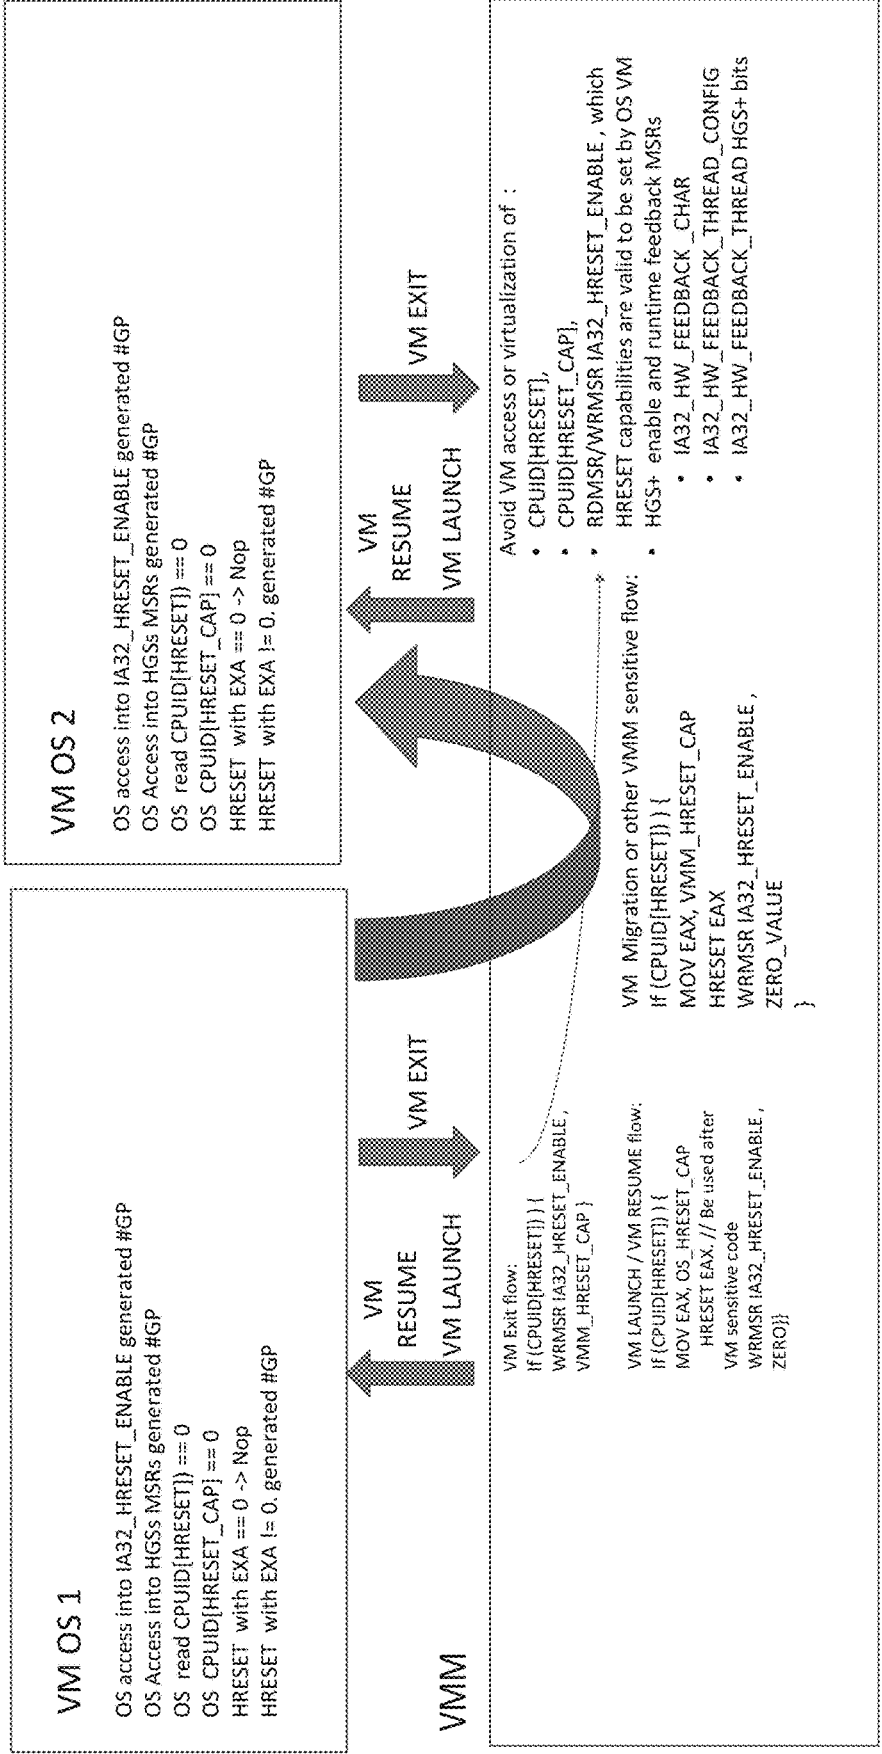 VM OS 1
OS access into IA32_HRESET_ENABLE generated #GP
OS Access into HGSs MSRs generated #GP
OS read CPUID[HRESET]) == 0
OS CPUID[HRESET_CAP] == 0
HRESET with EXA == 0 -> Nop
HRESET with EXA != 0. generated #GP
VM OS 2
OS access into IA32_HRESET_ENABLE generated #GP
OS Access into HGSs MSRs generated #GP
OS read CPUID[HRESET]) == 0
OS CPUID[HRESET_CAP] == 0
HRESET with EXA == 0 -> Nop
HRESET with EXA != 0. generated #GP
VM
RESUME
VM LAUNCH
VM EXIT
VM
RESUME
VM LAUNCH
VM EXIT
VMM
VM Exit flow:
If (CPUID[HRESET]) ) {
WRMSR IA32_HRESET_ENABLE ,
VMM_HRESET_CAP }
VM LAUNCH / VM RESUME flow:
If (CPUID[HRESET]) ) {
MOV EAX, OS_HRESET_CAP
HRESET EAX. // Be used after
VM sensitive code
WRMSR IA32_HRESET_ENABLE ,
ZERO}}
VM Migration or other VMM sensitive flow:
If (CPUID[HRESET]) ) {
MOV EAX, VMM_HRESET_CAP
HRESET EAX
WRMSR IA32_HRESET_ENABLE ,
ZERO_VALUE
}
Avoid VM access or virtualization of :
• CPUID[HRESET],
• CPUID[HRESET_CAP],
• RDMSR/WRMSR IA32_HRESET_ENABLE , which
HRESET capabilities are valid to be set by OS VM
• HGS+ enable and runtime feedback MSRs
• IA32_HW_FEEDBACK _CHAR
• IA32_HW_FEEDBACK_THREAD_CONFIG
• IA32_HW_FEEDBACK_THREAD HGS+ bits